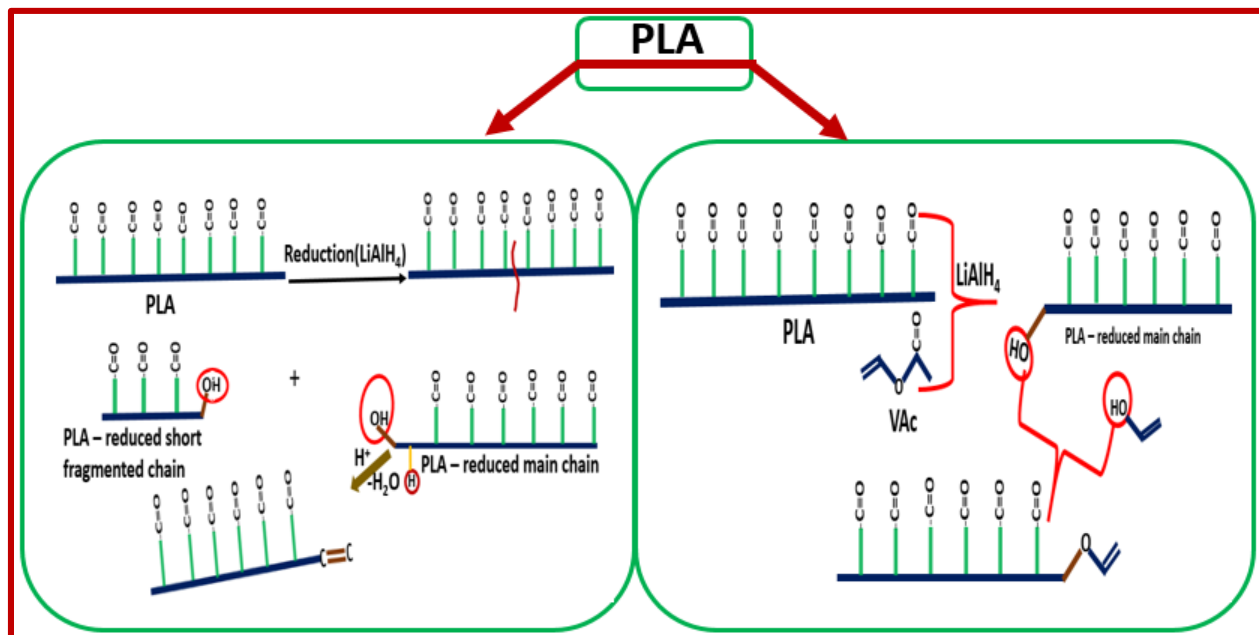 PLA
C=O C=O C=O C=O C=O C=O C=O C=O
Reduction(LiAlH₄)
C=O C=O C=O C=O C=O C=O C=O C=O
PLA
C=O C=O C=O
OH
+
PLA – reduced short
fragmented chain
C=O C=O C=O C=O C=O C=O
OH
H⁺
-H₂O
H
PLA – reduced main chain
C=O C=O C=O C=O C=O C=O
C=C
C=O C=O C=O C=O C=O C=O C=O C=O
PLA
LiAlH₄
C=O
O
VAc
C=O C=O C=O C=O C=O C=O
HO
PLA – reduced main chain
HO
C=O C=O C=O C=O C=O C=O
O